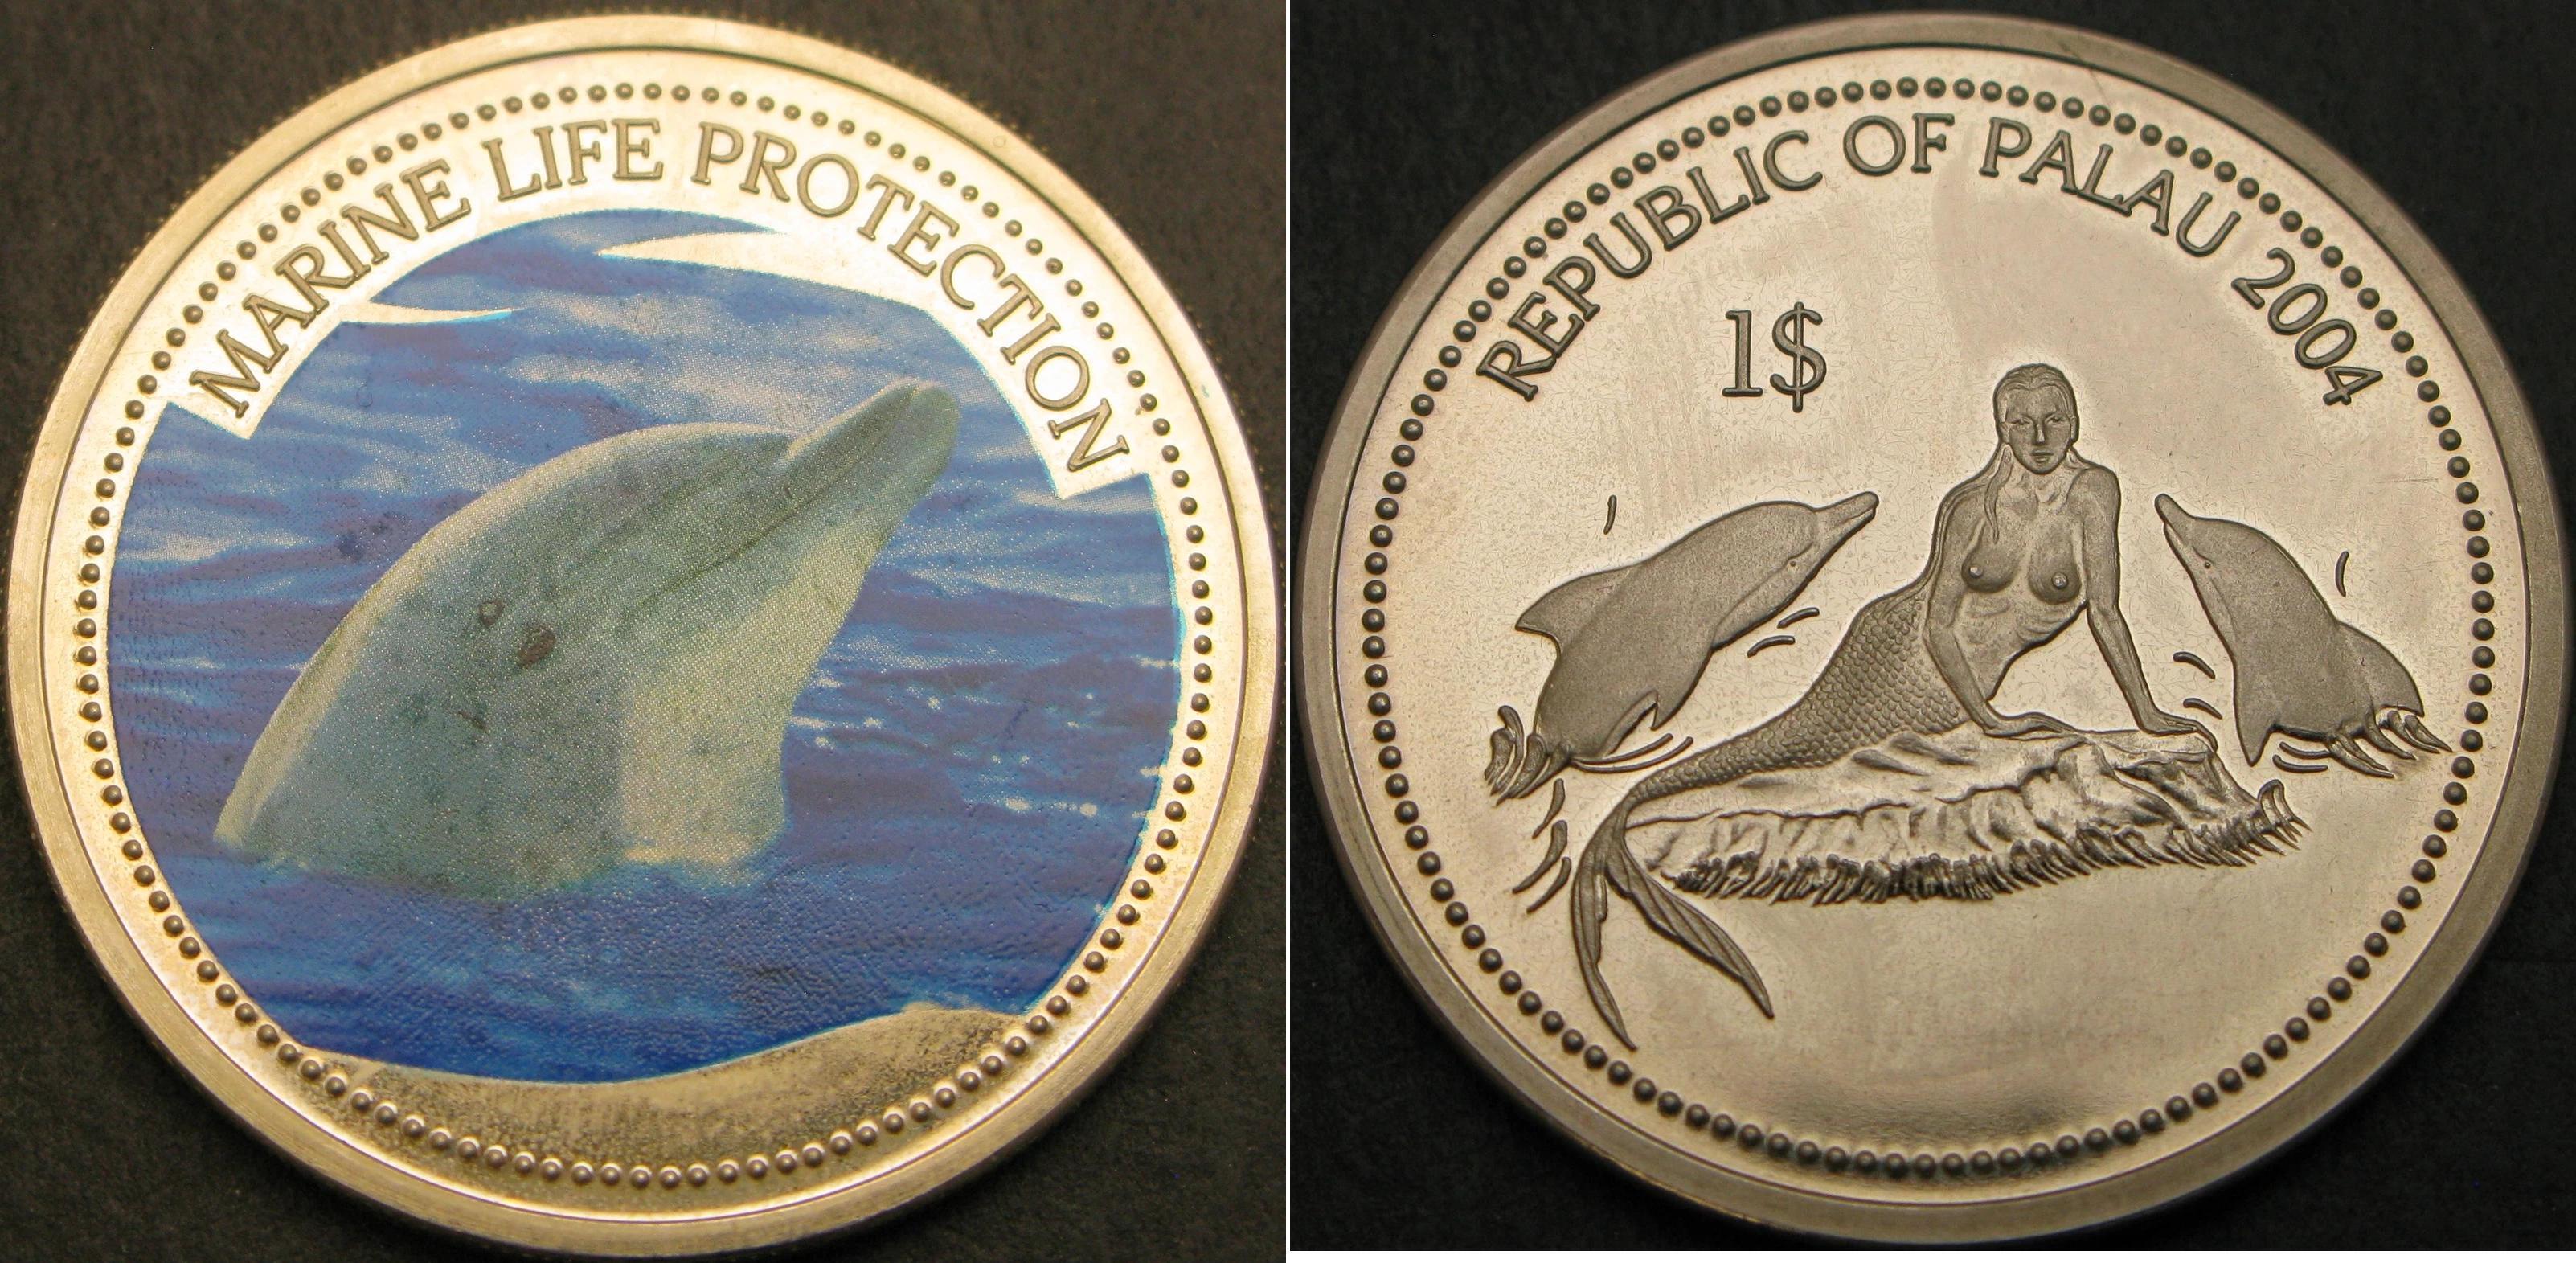 MARINE LIFE PROTECTION
REPUBLIC OF PALAU 2004
1$